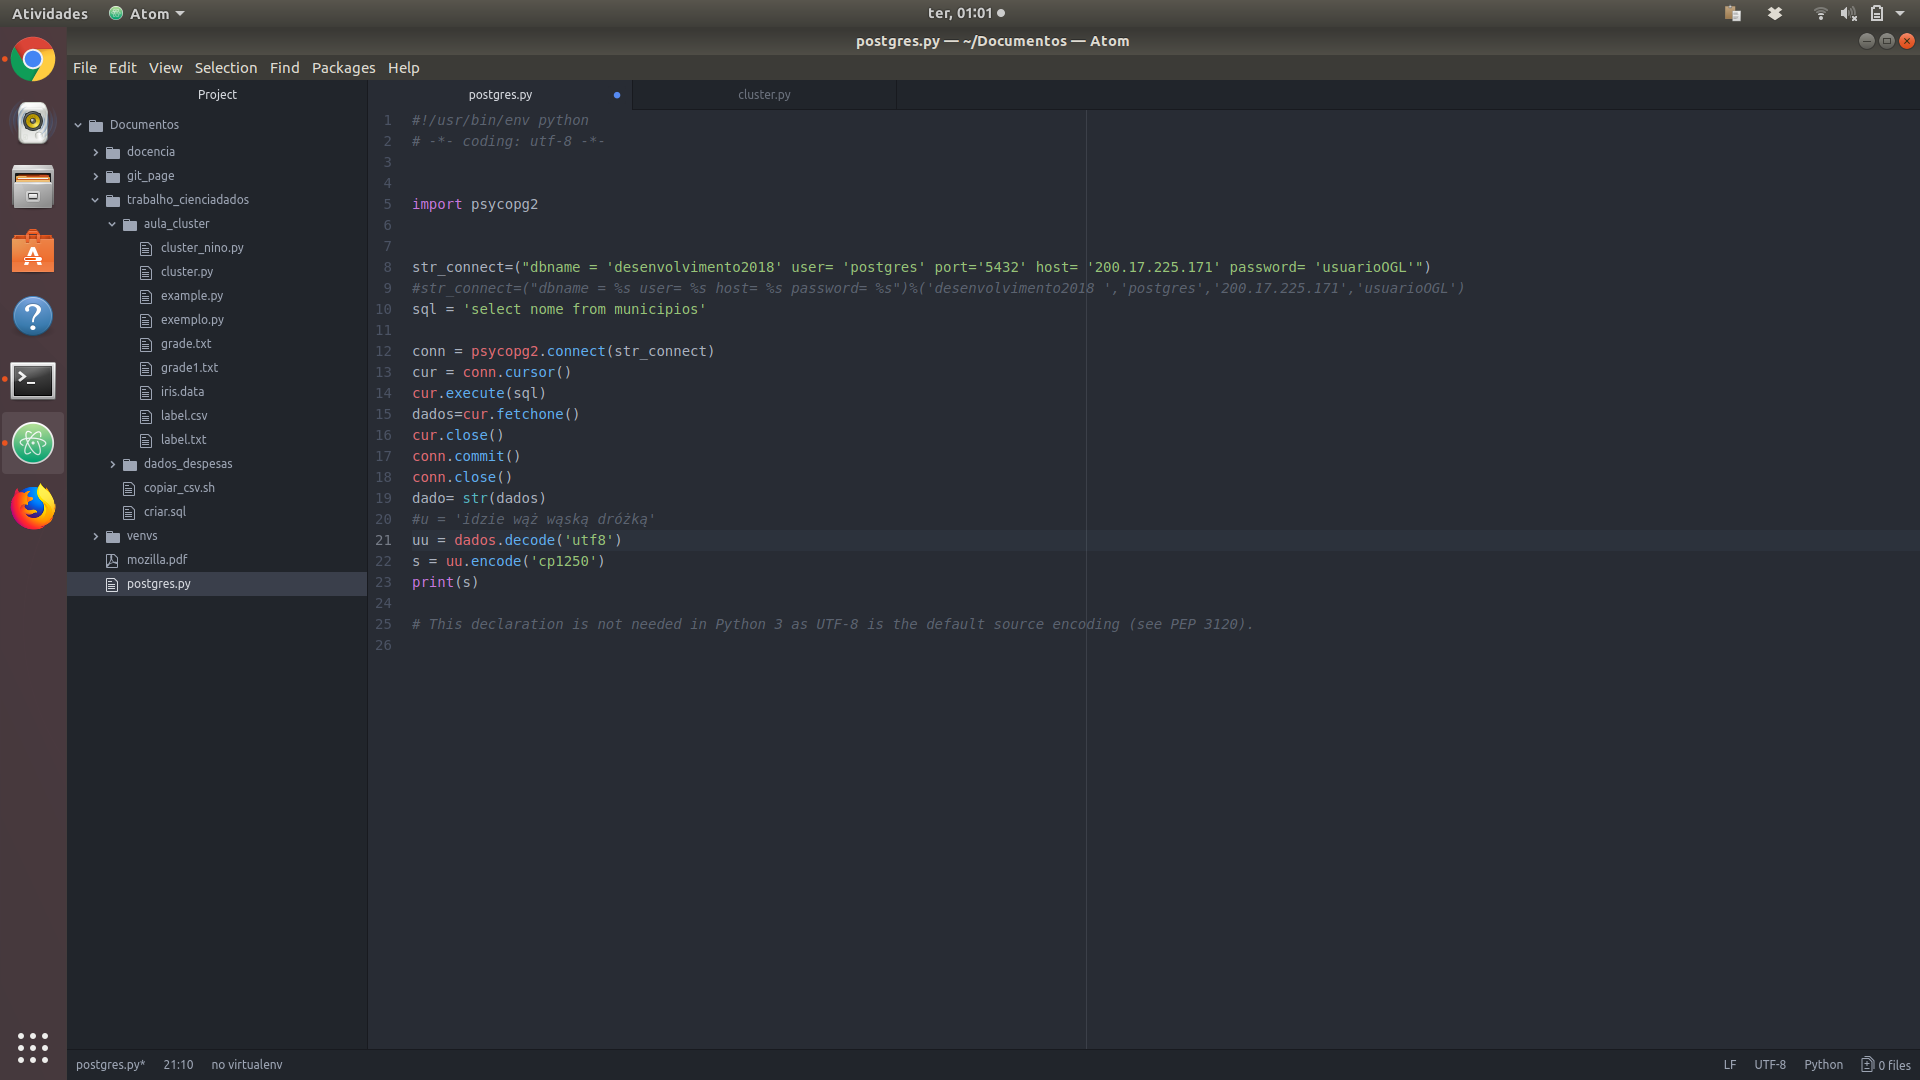 Atividades
Atom
ter, 01:01
postgres.py — ~/Documentos — Atom
File Edit View Selection Find Packages Help
Project
Documentos
docencia
git_page
trabalho_cienciadados
aula_cluster
cluster_nino.py
cluster.py
example.py
exemplo.py
grade.txt
grade1.txt
iris.data
label.csv
label.txt
dados_despesas
copiar_csv.sh
criar.sql
venvs
mozilla.pdf
postgres.py
postgres.py cluster.py
1 #!/usr/bin/env python
2 # -*- coding: utf-8 -*-
3
4
5 import psycopg2
6
7
8 str_connect=("dbname = 'desenvolvimento2018' user= 'postgres' port='5432' host= '200.17.225.171' password= 'usuarioOGL'")
9 #str_connect=("dbname = %s user= %s host= %s password= %s")%('desenvolvimento2018 ','postgres','200.17.225.171','usuarioOGL')
10 sql = 'select nome from municipios'
11
12 conn = psycopg2.connect(str_connect)
13 cur = conn.cursor()
14 cur.execute(sql)
15 dados=cur.fetchone()
16 cur.close()
17 conn.commit()
18 conn.close()
19 dado= str(dados)
20 #u = 'idzie wąż wąską dróżką'
21 uu = dados.decode('utf8')
22 s = uu.encode('cp1250')
23 print(s)
24
25 # This declaration is not needed in Python 3 as UTF-8 is the default source encoding (see PEP 3120).
26
postgres.py* 21:10 no virtualenv LF UTF-8 Python 0 files